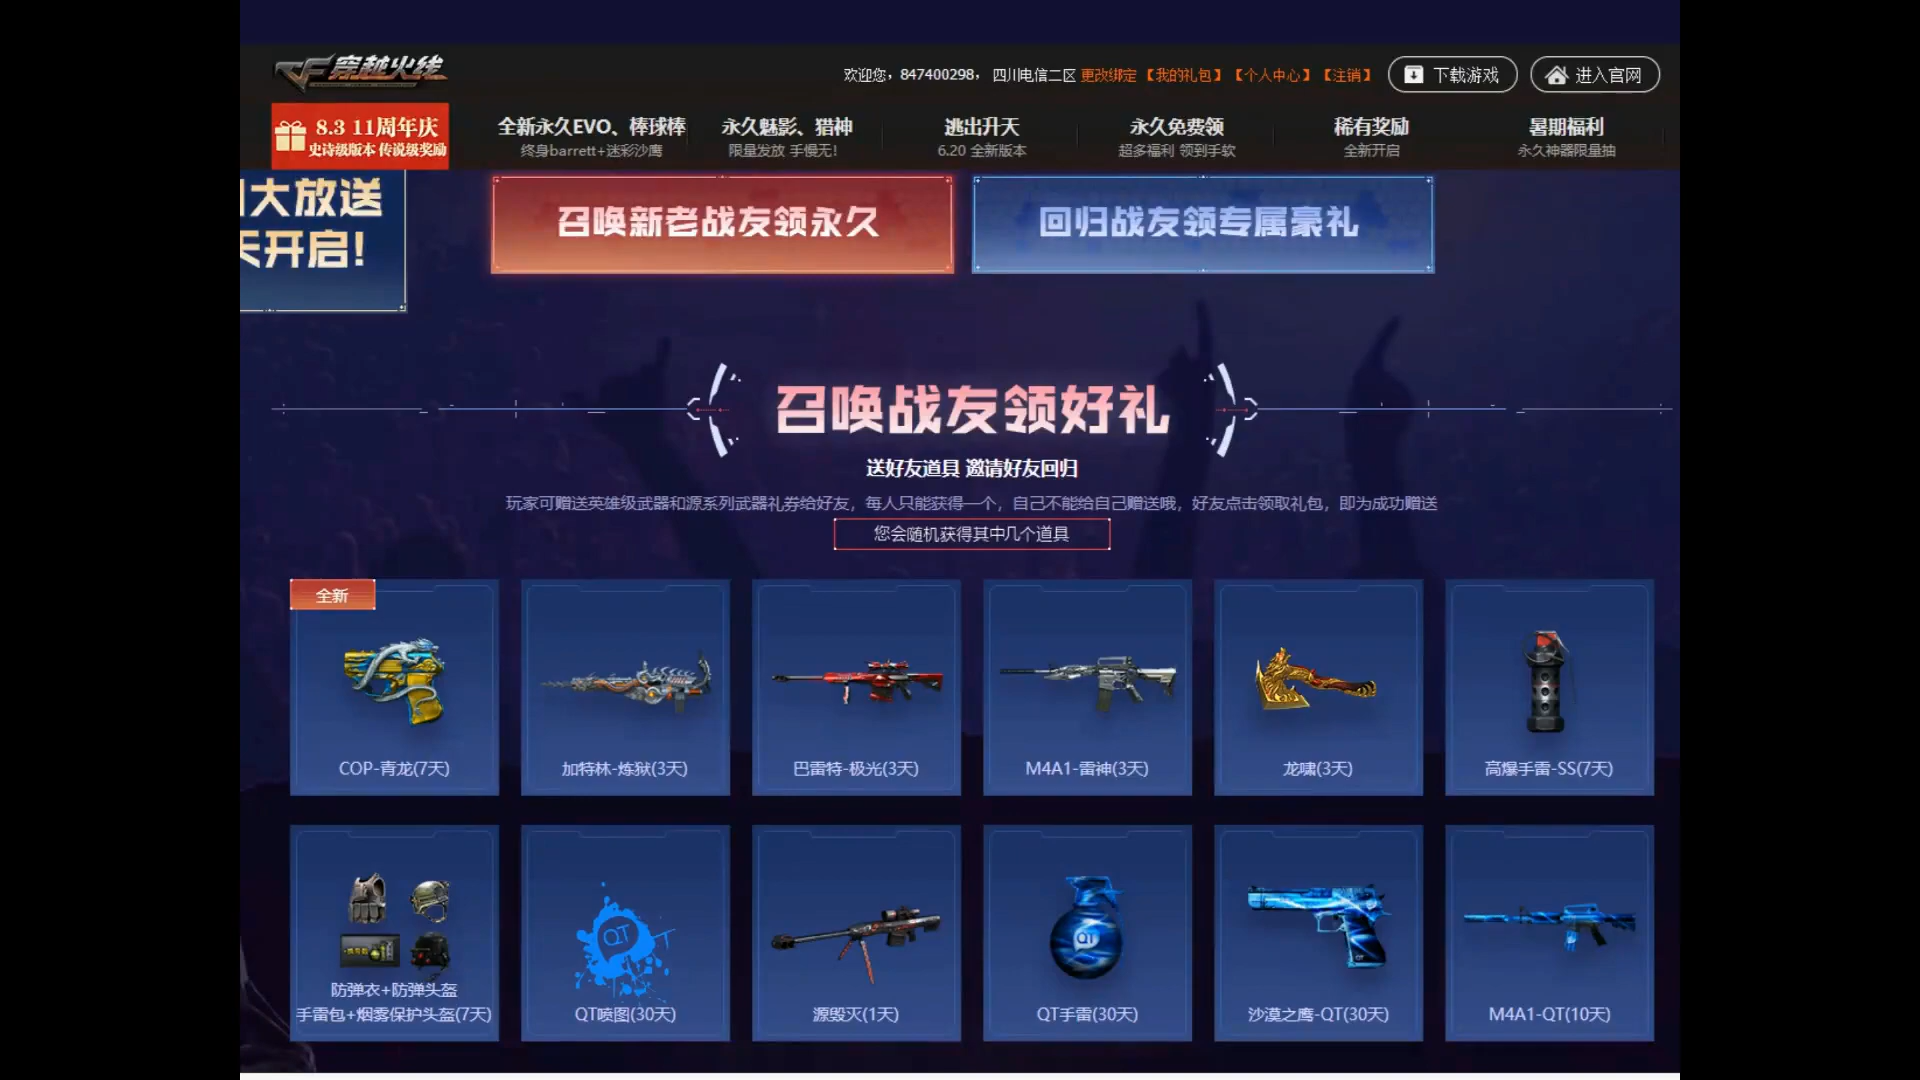 穿越火线
欢迎您，847400298， 四川电信二区 更改绑定 【我的礼包】 【个人中心】 【注销】
下载游戏
进入官网
8.3 11周年庆
史诗级版本 传说级奖励
全新永久EVO、棒球棒
终身barrett+迷彩沙鹰
永久魅影、猎神
限量发放 手慢无!
逃出升天
6.20 全新版本
永久免费领
超多福利 领到手软
稀有奖励
全新开启
暑期福利
永久神器限量抽
大放送
天开启!
召唤新老战友领永久
回归战友领专属豪礼
召唤战友领好礼
送好友道具 邀请好友回归
玩家可赠送英雄级武器和源系列武器礼券给好友，每人只能获得一个，自己不能给自己赠送哦，好友点击领取礼包，即为成功赠送
您会随机获得其中几个道具
全新
COP-青龙(7天)
加特林-炼狱(3天)
巴雷特-极光(3天)
M4A1-雷神(3天)
龙啸(3天)
高爆手雷-SS(7天)
防弹衣+防弹头盔
手雷包+烟雾保护头盔(7天)
QT
QT喷图(30天)
源毁灭(1天)
QT
QT手雷(30天)
沙漠之鹰-QT(30天)
M4A1-QT(10天)